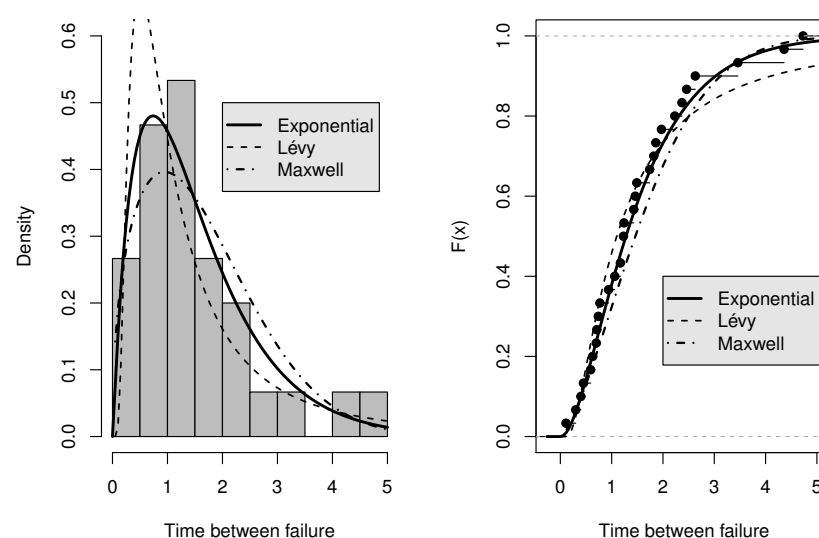 0.0 0.1 0.2 0.3 0.4 0.5 0.6
Density
Exponential
Lévy
Maxwell
0 1 2 3 4 5
Time between failure
0.0 0.2 0.4 0.6 0.8 1.0
F(x)
Exponential
Lévy
Maxwell
0 1 2 3 4 5
Time between failure